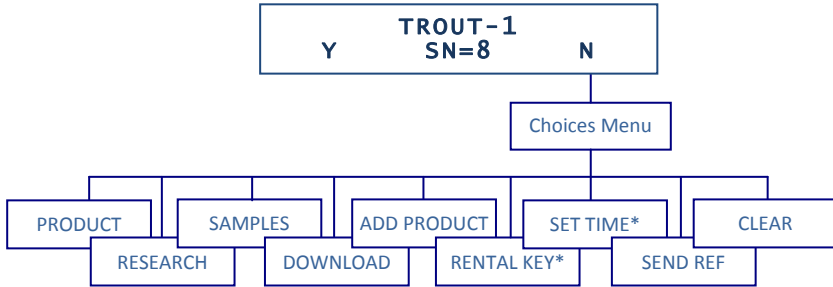 TROUT-1
Y SN=8 N
Choices Menu
PRODUCT SAMPLES ADD PRODUCT SET TIME* CLEAR
RESEARCH DOWNLOAD RENTAL KEY* SEND REF